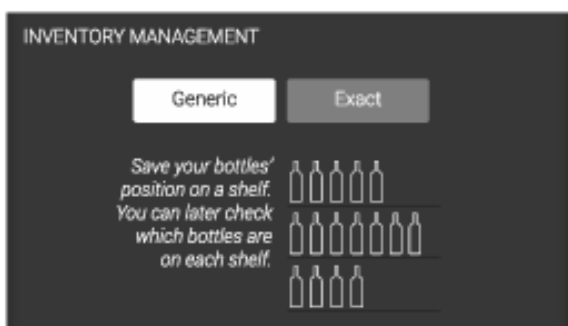 INVENTORY MANAGEMENT
Generic
Exact
Save your bottles'
position on a shelf.
You can later check
which bottles are
on each shelf.